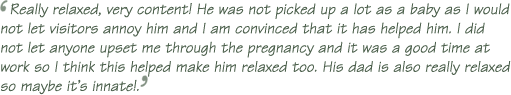 ‘Really relaxed, very content! He was not picked up a lot as a baby as I would
not let visitors annoy him and I am convinced that it has helped him. I did
not let anyone upset me through the pregnancy and it was a good time at
work so I think this helped make him relaxed too. His dad is also really relaxed
so maybe it’s innate!.’